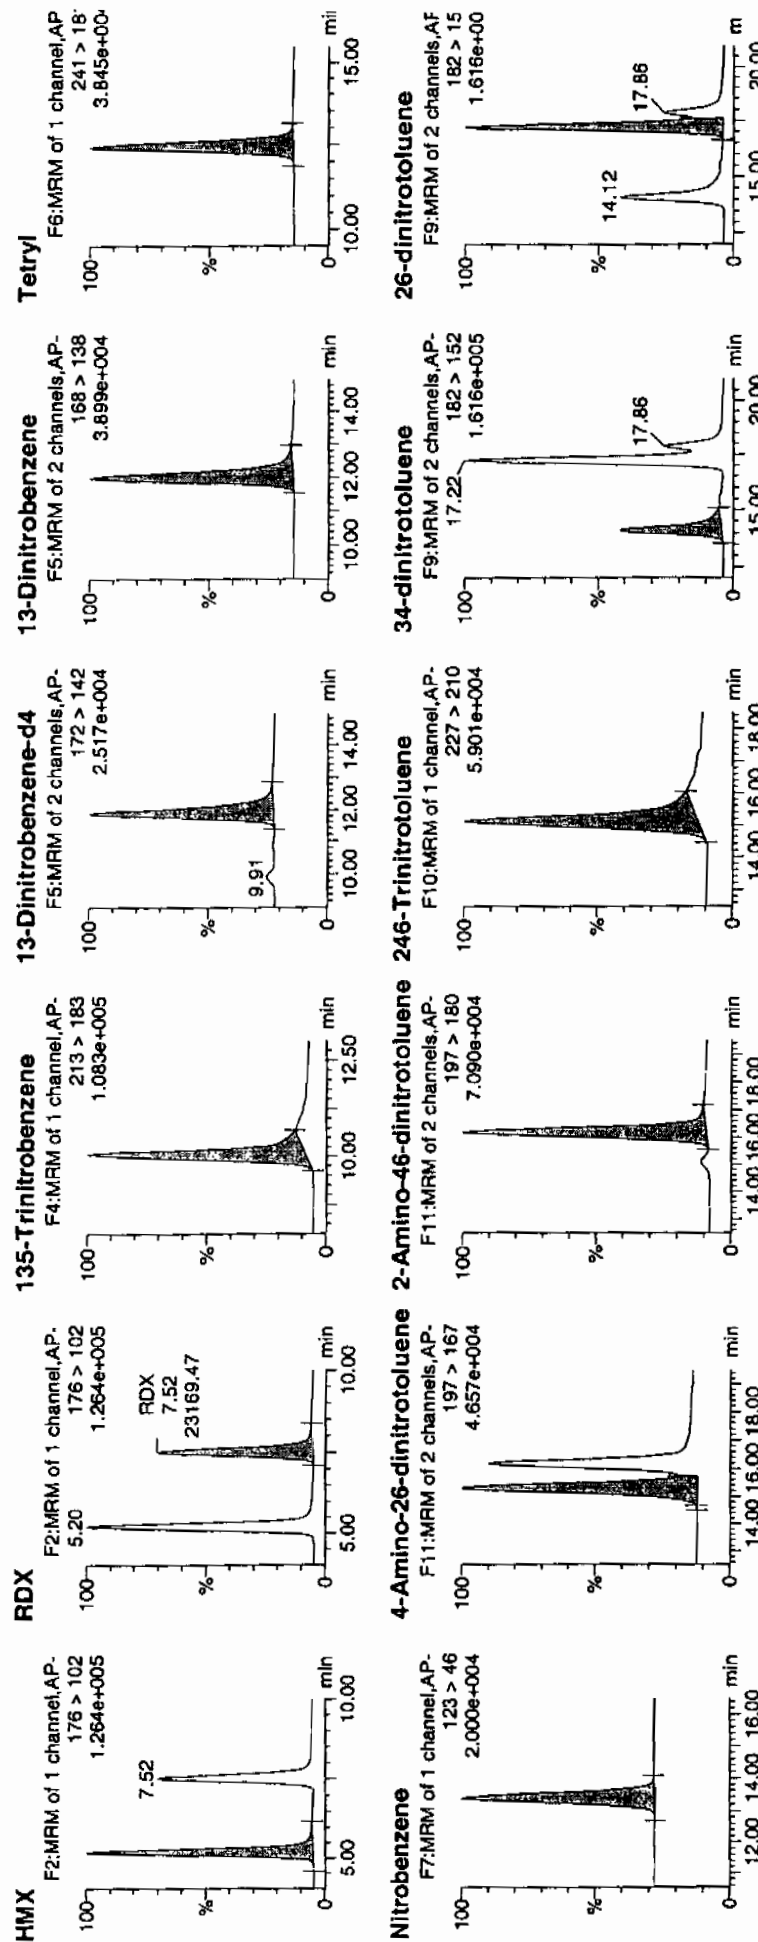 HMX
F2:MRM of 1 channel,AP-
176 > 102
1.264e+005
100
7.52
%
0
5.00
10.00
min
RDX
F2:MRM of 1 channel,AP-
176 > 102
1.264e+005
5.20
100
RDX
7.52
23169.47
%
0
5.00
10.00
min
135-Trinitrobenzene
F4:MRM of 1 channel,AP-
213 > 183
1.083e+005
100
%
0
10.00
12.50
min
13-Dinitrobenzene-d4
F5:MRM of 2 channels,AP-
172 > 142
2.517e+004
100
%
9.91
0
10.00
12.00
14.00
min
13-Dinitrobenzene
F5:MRM of 2 channels,AP-
168 > 138
3.899e+004
100
%
0
10.00
12.00
14.00
min
Tetryl
F6:MRM of 1 channel,AP
241 > 18
3.845e+00
100
%
0
10.00
15.00
min
Nitrobenzene
F7:MRM of 1 channel,AP-
123 > 46
2.000e+004
100
%
0
12.00
14.00
16.00
min
4-Amino-26-dinitrotoluene
F11:MRM of 2 channels,AP-
197 > 167
4.657e+004
100
%
0
14.00
16.00
18.00
min
2-Amino-46-dinitrotoluene
F11:MRM of 2 channels,AP-
197 > 180
7.090e+004
100
%
0
14.00
16.00
18.00
min
246-Trinitrotoluene
F10:MRM of 1 channel,AP-
227 > 210
5.901e+004
100
%
0
14.00
16.00
18.00
min
34-dinitrotoluene
F9:MRM of 2 channels,AP-
182 > 152
1.616e+005
17.22
100
17.86
%
0
15.00
20.00
min
26-dinitrotoluene
F9:MRM of 2 channels,AF
182 > 15
1.616e+00
100
17.86
14.12
%
0
15.00
20.00
m